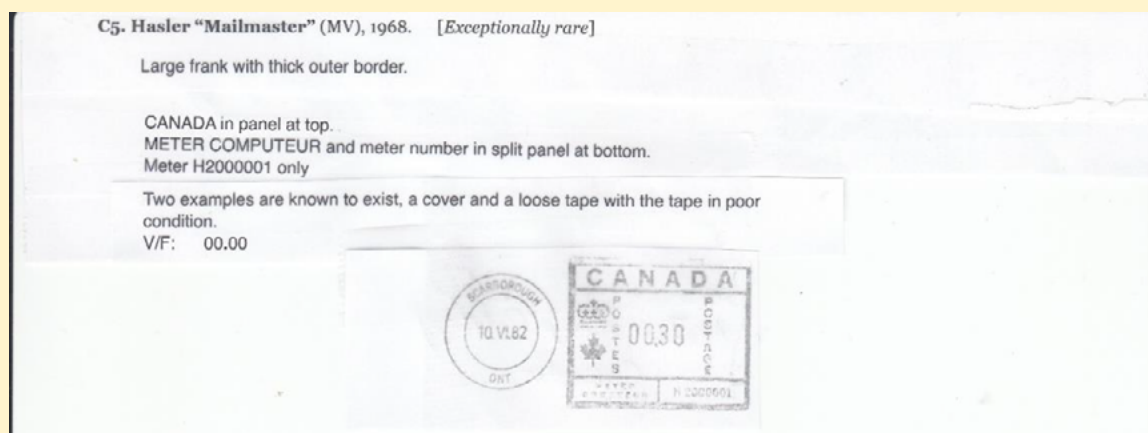 C5. Hasler “Mailmaster” (MV), 1968. [Exceptionally rare]
Large frank with thick outer border.
CANADA in panel at top.
METER COMPUTEUR and meter number in split panel at bottom.
Meter H2000001 only
Two examples are known to exist, a cover and a loose tape with the tape in poor
condition.
V/F: 00.00
SCARBOROUGH
10.VI.82
ONT
CANADA
POSTES
00.30
POSTAGE
METER
COMPUTEUR
H2000001